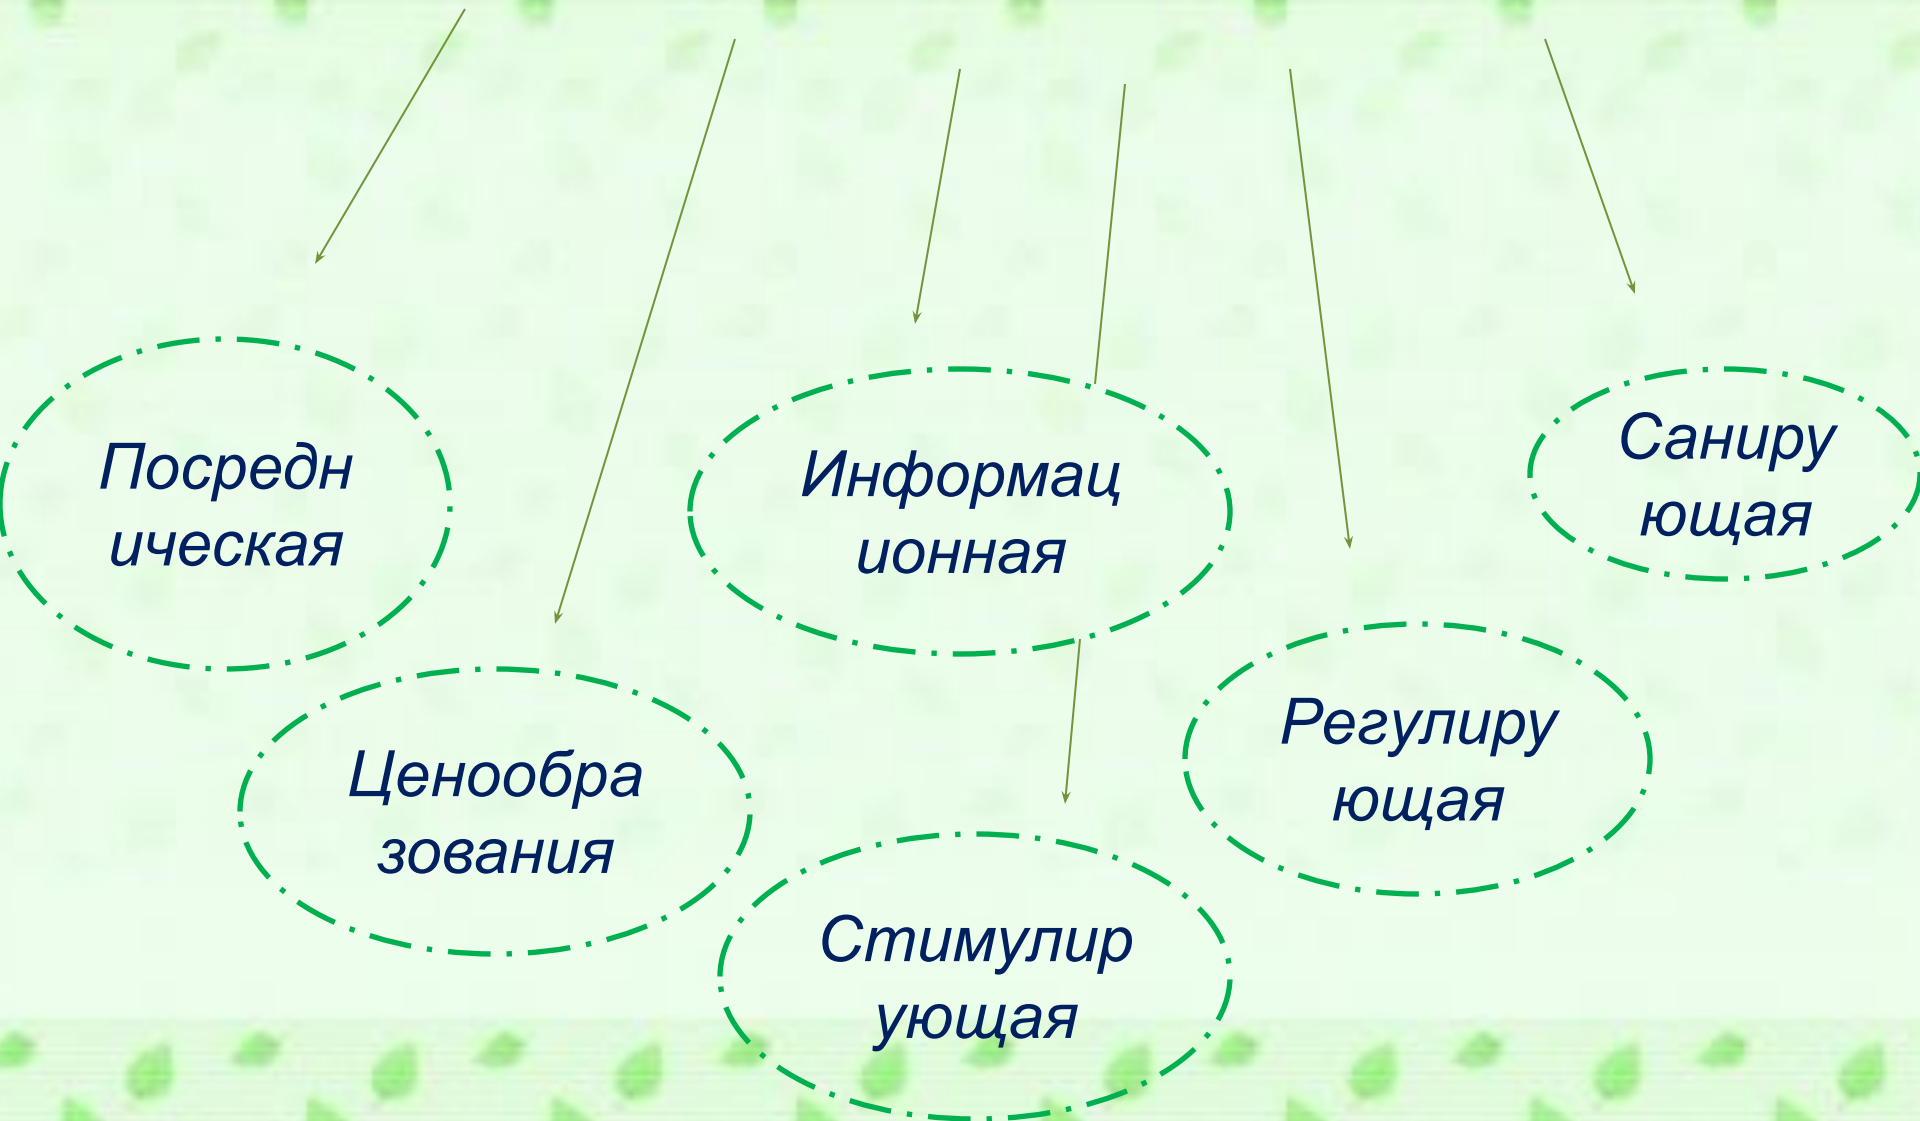 Посредн
ическая
Информац
ионная
Саниру
ющая
Ценообра
зования
Регулиру
ющая
Стимулир
ующая